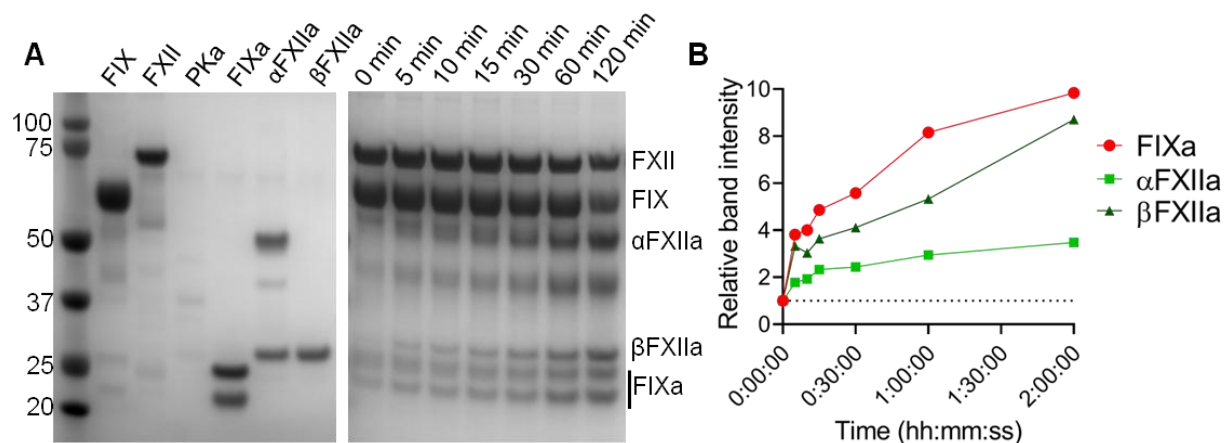 A
FIX
FXII
PKa
FIXa
αFXIIa
βFXIIa
0 min
5 min
10 min
15 min
30 min
60 min
120 min
100
75
50
37
25
20
FXII
FIX
αFXIIa
βFXIIa
FIXa
B
Relative band intensity
10
8
6
4
2
0
0:00:00
0:30:00
1:00:00
1:30:00
2:00:00
Time (hh:mm:ss)
FIXa
αFXIIa
βFXIIa